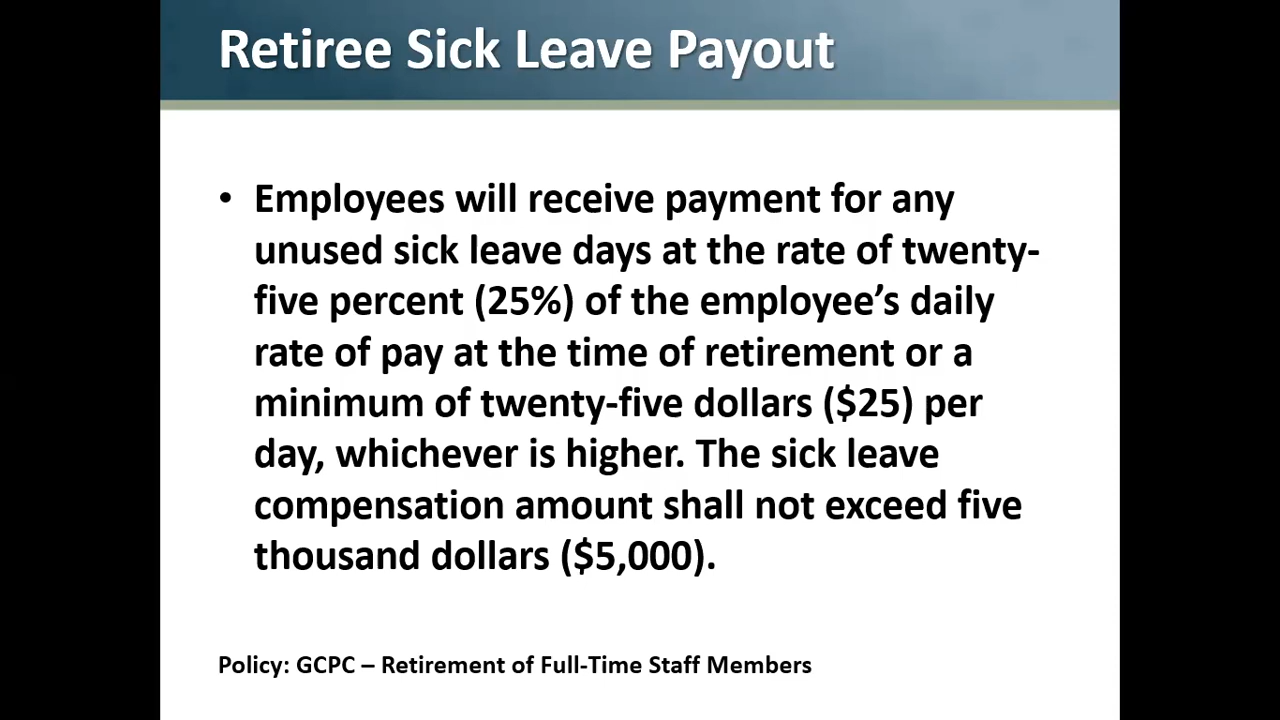 Retiree Sick Leave Payout
• Employees will receive payment for any
unused sick leave days at the rate of twenty-
five percent (25%) of the employee’s daily
rate of pay at the time of retirement or a
minimum of twenty-five dollars ($25) per
day, whichever is higher. The sick leave
compensation amount shall not exceed five
thousand dollars ($5,000).
Policy: GCPC – Retirement of Full-Time Staff Members